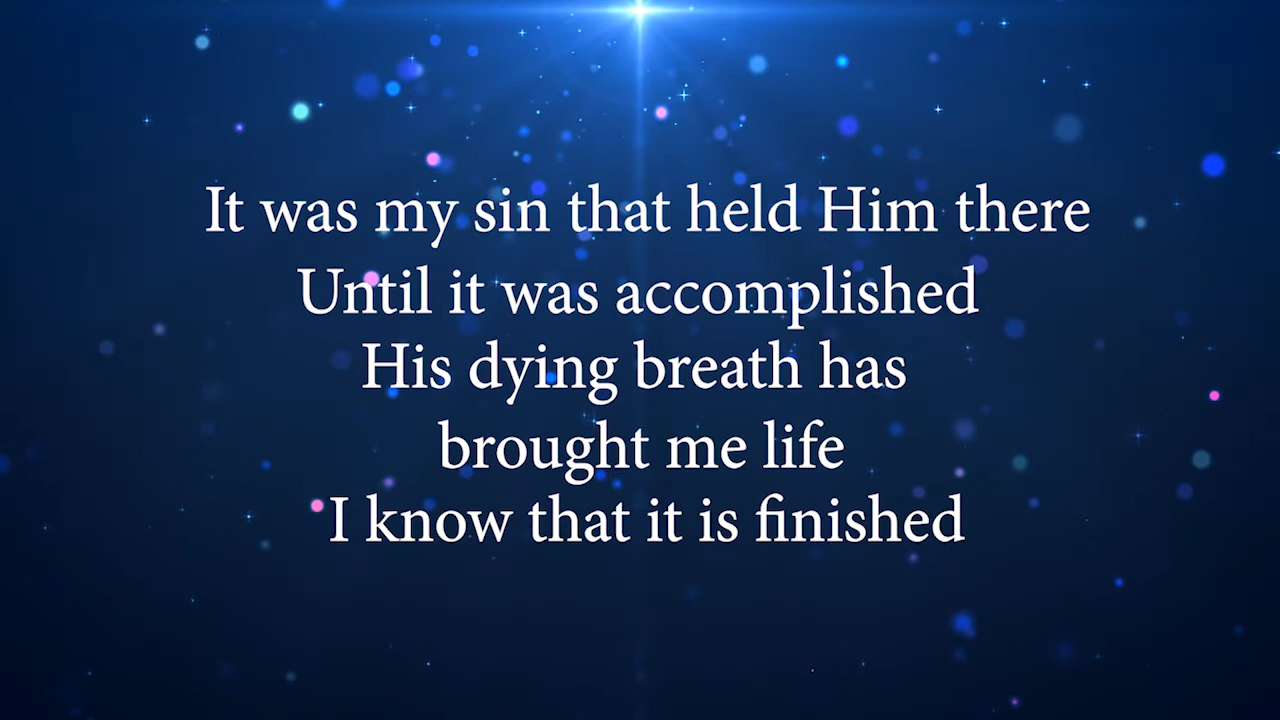 It was my sin that held Him there
Until it was accomplished
His dying breath has
brought me life
I know that it is finished